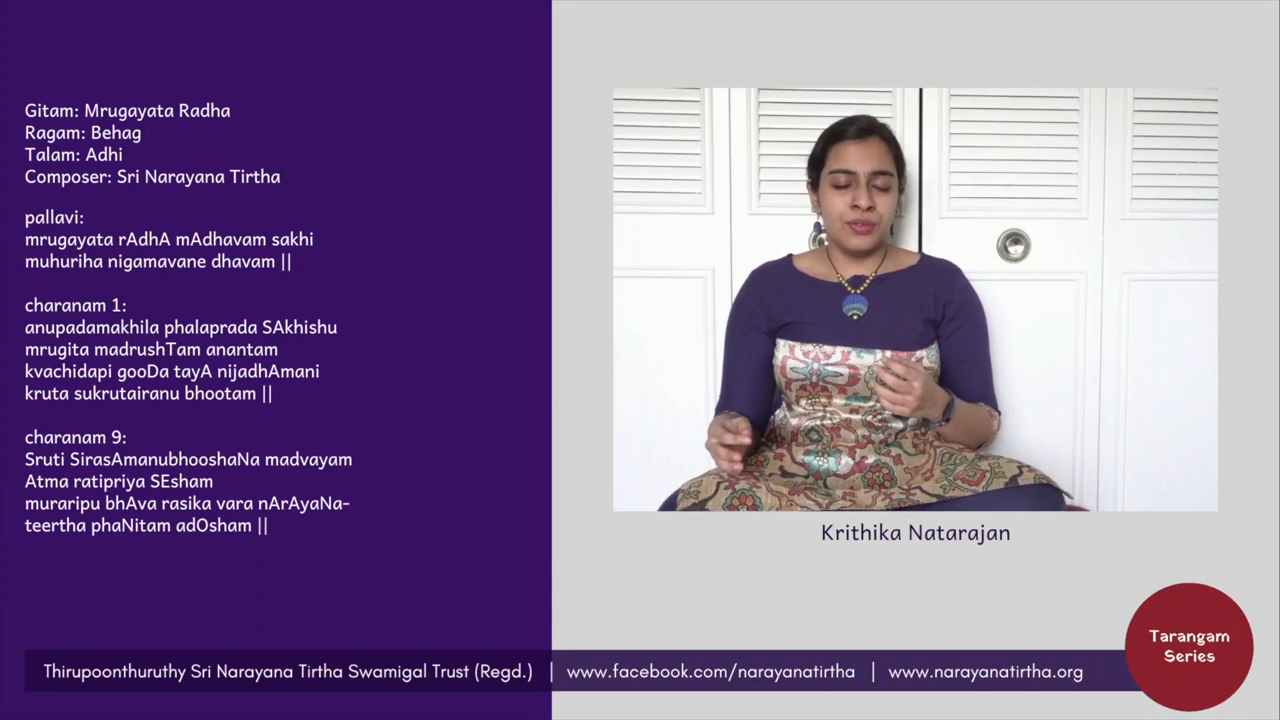 Gitam: Mrugayata Radha
Ragam: Behag
Talam: Adhi
Composer: Sri Narayana Tirtha
pallavi:
mrugayata rAdhA mAdhavam sakhi
muhuriha nigamavane dhavam ||
charanam 1:
anupadamakhila phalaprada SAkhishu
mrugita madrushTam anantam
kvachidapi gooDa tayA nijadhAmani
kruta sukrutairanu bhootam ||
charanam 9:
Sruti SirasAmanubhooshaNa madvayam
Atma ratipriya SEsham
muraripu bhAva rasika vara nArAyaNa-
teertha phaNitam adOsham ||
Krithika Natarajan
Tarangam
Series
Thirupoonthuruthy Sri Narayana Tirtha Swamigal Trust (Regd.) | www.facebook.com/narayanatirtha | www.narayanatirtha.org